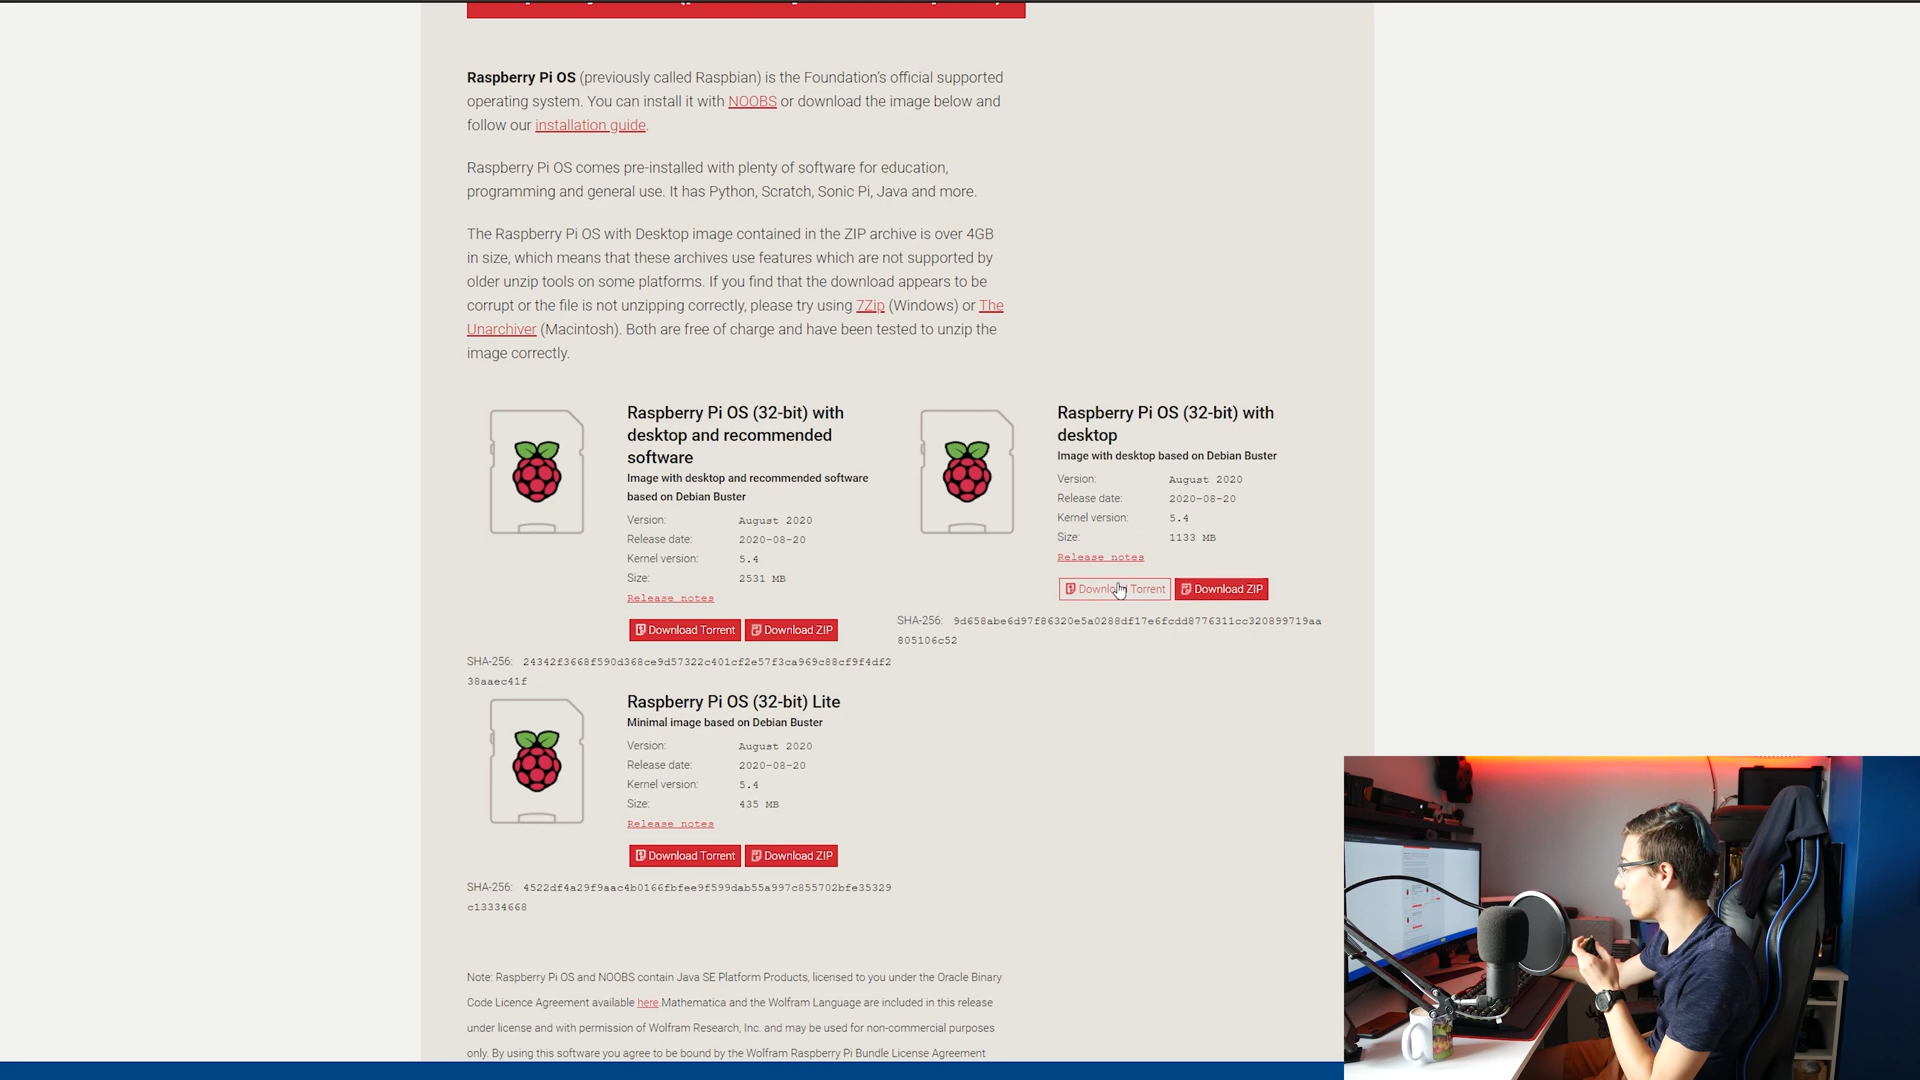 Raspberry Pi OS (previously called Raspbian) is the Foundation's official supported
operating system. You can install it with NOOBS or download the image below and
follow our installation guide.
Raspberry Pi OS comes pre-installed with plenty of software for education,
programming and general use. It has Python, Scratch, Sonic Pi, Java and more.
The Raspberry Pi OS with Desktop image contained in the ZIP archive is over 4GB
in size, which means that these archives use features which are not supported by
older unzip tools on some platforms. If you find that the download appears to be
corrupt or the file is not unzipping correctly, please try using 7Zip (Windows) or The
Unarchiver (Macintosh). Both are free of charge and have been tested to unzip the
image correctly.
Raspberry Pi OS (32-bit) with
desktop and recommended
software
Image with desktop and recommended software
based on Debian Buster
Version: August 2020
Release date: 2020-08-20
Kernel version: 5.4
Size: 2531 MB
Release notes
Download Torrent Download ZIP
SHA-256: 24342f3668f590d368ce9d57322c401cf2e57f3ca969c88cf9f4df2
38aaec41f
Raspberry Pi OS (32-bit) with
desktop
Image with desktop based on Debian Buster
Version: August 2020
Release date: 2020-08-20
Kernel version: 5.4
Size: 1133 MB
Release notes
Download Torrent Download ZIP
SHA-256: 9d658abe6d97f86320e5a0288df17e6fcdd8776311cc320899719aa
805106c52
Raspberry Pi OS (32-bit) Lite
Minimal image based on Debian Buster
Version: August 2020
Release date: 2020-08-20
Kernel version: 5.4
Size: 435 MB
Release notes
Download Torrent Download ZIP
SHA-256: 4522df4a29f9aac4b0166fbfee9f599dab55a997c855702bfe35329
c13334668
Note: Raspberry Pi OS and NOOBS contain Java SE Platform Products, licensed to you under the Oracle Binary
Code Licence Agreement available here.Mathematica and the Wolfram Language are included in this release
under license and with permission of Wolfram Research, Inc. and may be used for non-commercial purposes
only. By using this software you agree to be bound by the Wolfram Raspberry Pi Bundle License Agreement